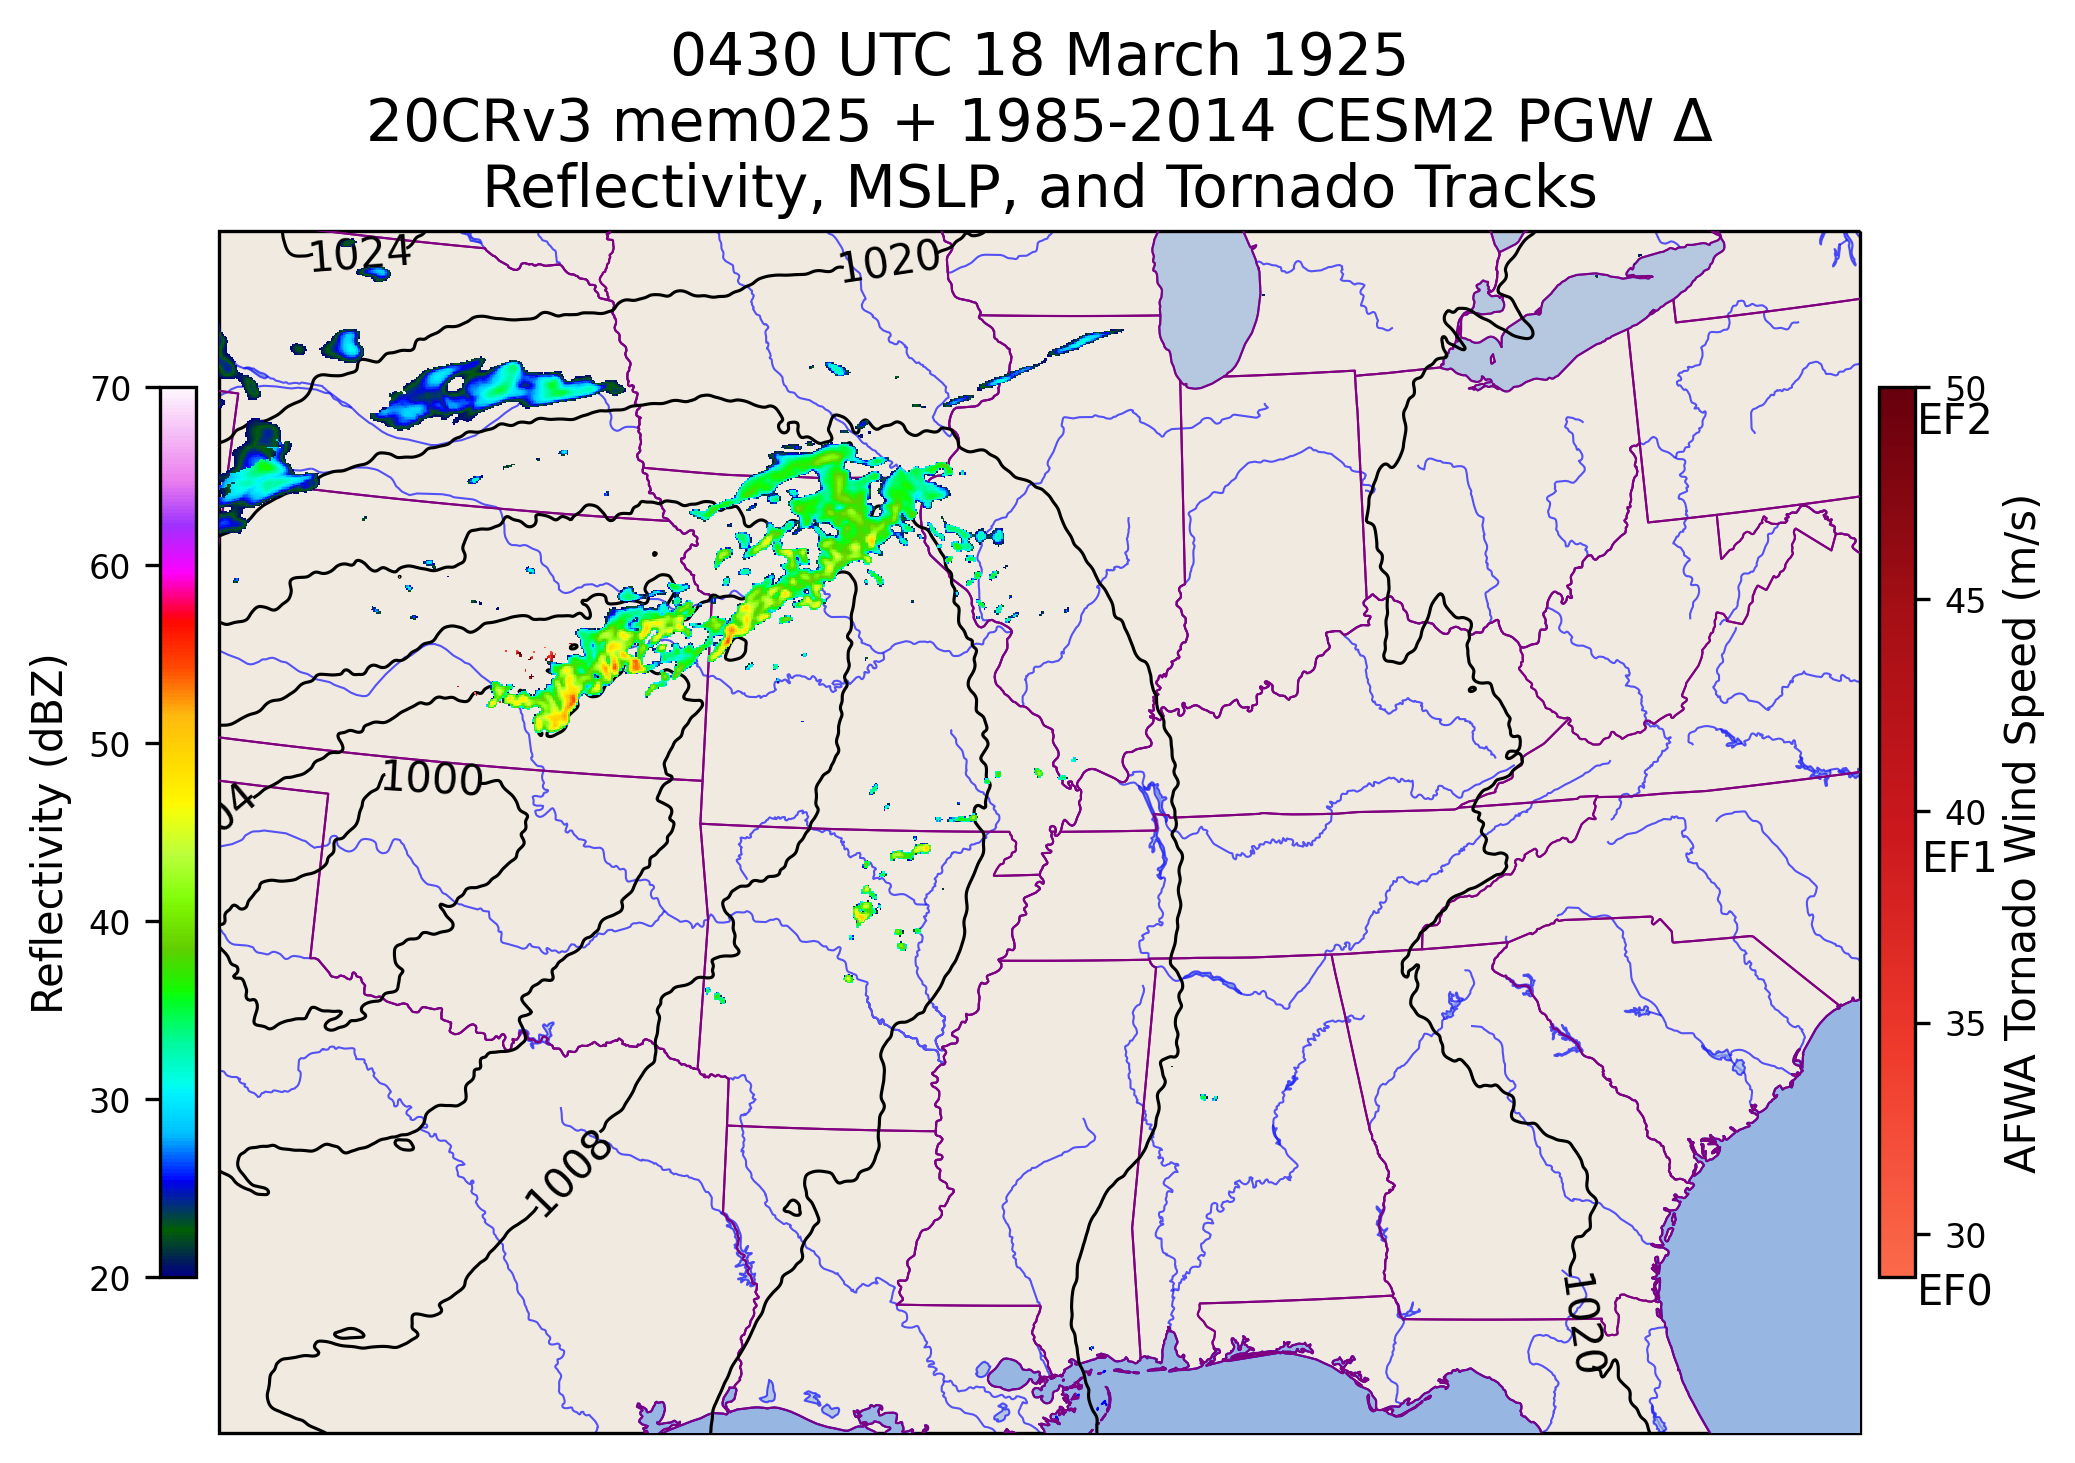 0430 UTC 18 March 1925
20CRv3 mem025 + 1985-2014 CESM2 PGW Δ
Reflectivity, MSLP, and Tornado Tracks
1024
1020
1000
04
1008
1020
70
60
50
40
30
20
Reflectivity (dBZ)
50
EF2
45
40
EF1
35
30
EF0
AFWA Tornado Wind Speed (m/s)